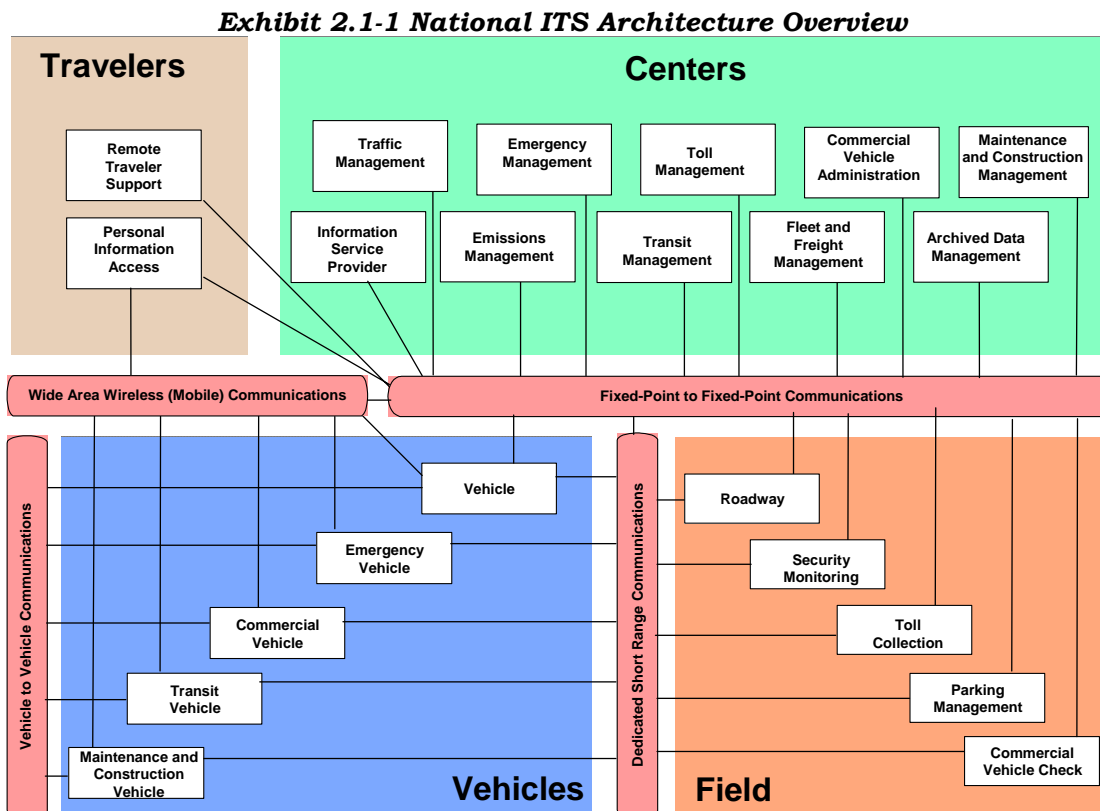 Exhibit 2.1-1 National ITS Architecture Overview
Travelers
Remote
Traveler
Support
Personal
Information
Access
Centers
Traffic
Management
Emergency
Management
Toll
Management
Commercial
Vehicle
Administration
Maintenance
and Construction
Management
Information
Service
Provider
Emissions
Management
Transit
Management
Fleet and
Freight
Management
Archived Data
Management
Wide Area Wireless (Mobile) Communications
Fixed-Point to Fixed-Point Communications
Vehicle to Vehicle Communications
Vehicle
Emergency
Vehicle
Commercial
Vehicle
Transit
Vehicle
Maintenance and
Construction
Vehicle
Vehicles
Dedicated Short Range Communications
Roadway
Security
Monitoring
Toll
Collection
Parking
Management
Commercial
Vehicle Check
Field